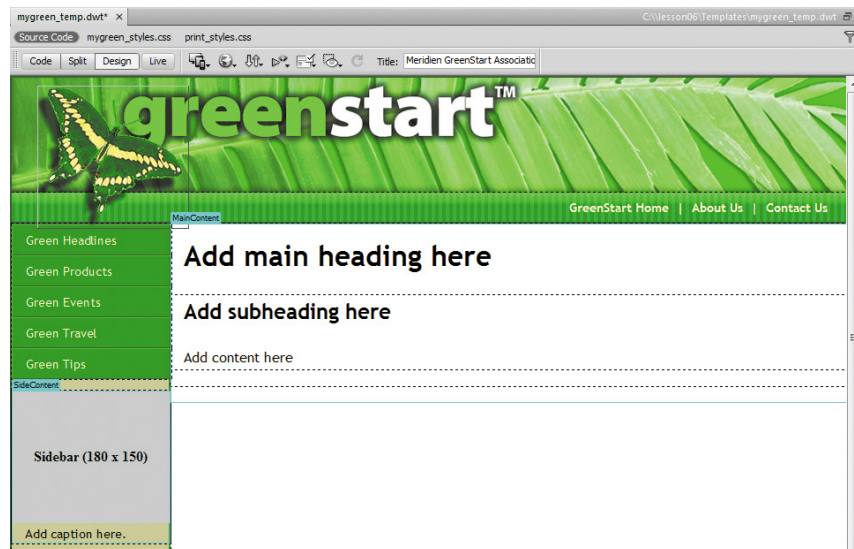 mygreen_temp.dwt* × C:\\lesson06\Templates\mygreen_temp.dwt
Source Code mygreen_styles.css print_styles.css
Code Split Design Live Title: Meridien GreenStart Associatio
greenstart™
GreenStart Home | About Us | Contact Us
MainContent
Green Headlines
Green Products
Green Events
Green Travel
Green Tips
Add main heading here
Add subheading here
Add content here
SideContent
Sidebar (180 x 150)
Add caption here.